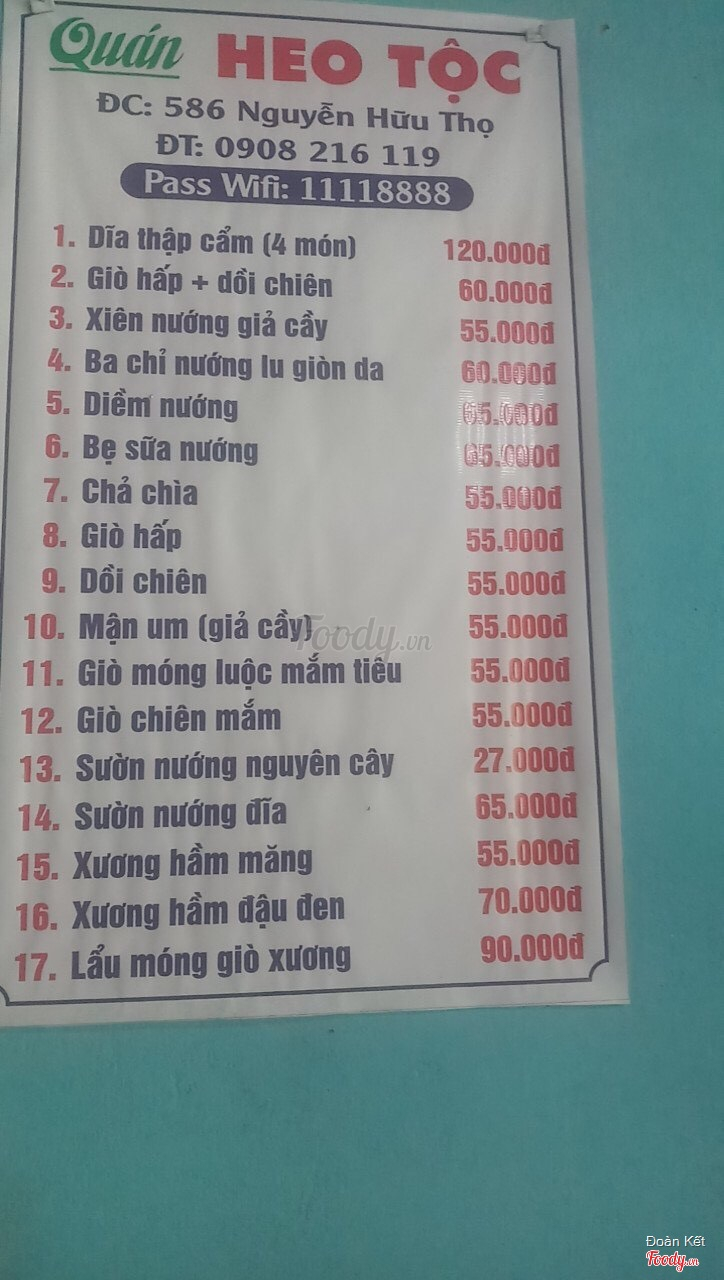 Quán HEO TỘC
ĐC: 586 Nguyễn Hữu Thọ
ĐT: 0908 216 119
Pass Wifi: 11118888
1. Dĩa thập cẩm (4 món) 120.000đ
2. Giò hấp + dồi chiên 60.000đ
3. Xiên nướng giả cầy 55.000đ
4. Ba chỉ nướng lu giòn da 60.000đ
5. Diềm nướng 65.000đ
6. Bẹ sữa nướng 65.000đ
7. Chả chìa 55.000đ
8. Giò hấp 55.000đ
9. Dồi chiên 55.000đ
10. Mận um (giả cầy) 55.000đ
11. Giò móng luộc mắm tiêu 55.000đ
12. Giò chiên mắm 55.000đ
13. Sườn nướng nguyên cây 27.000đ
14. Sườn nướng đĩa 65.000đ
15. Xương hầm măng 55.000đ
16. Xương hầm đậu đen 70.000đ
17. Lẩu móng giò xương 90.000đ
Foody.vn
Đoàn Kết
Foody.vn